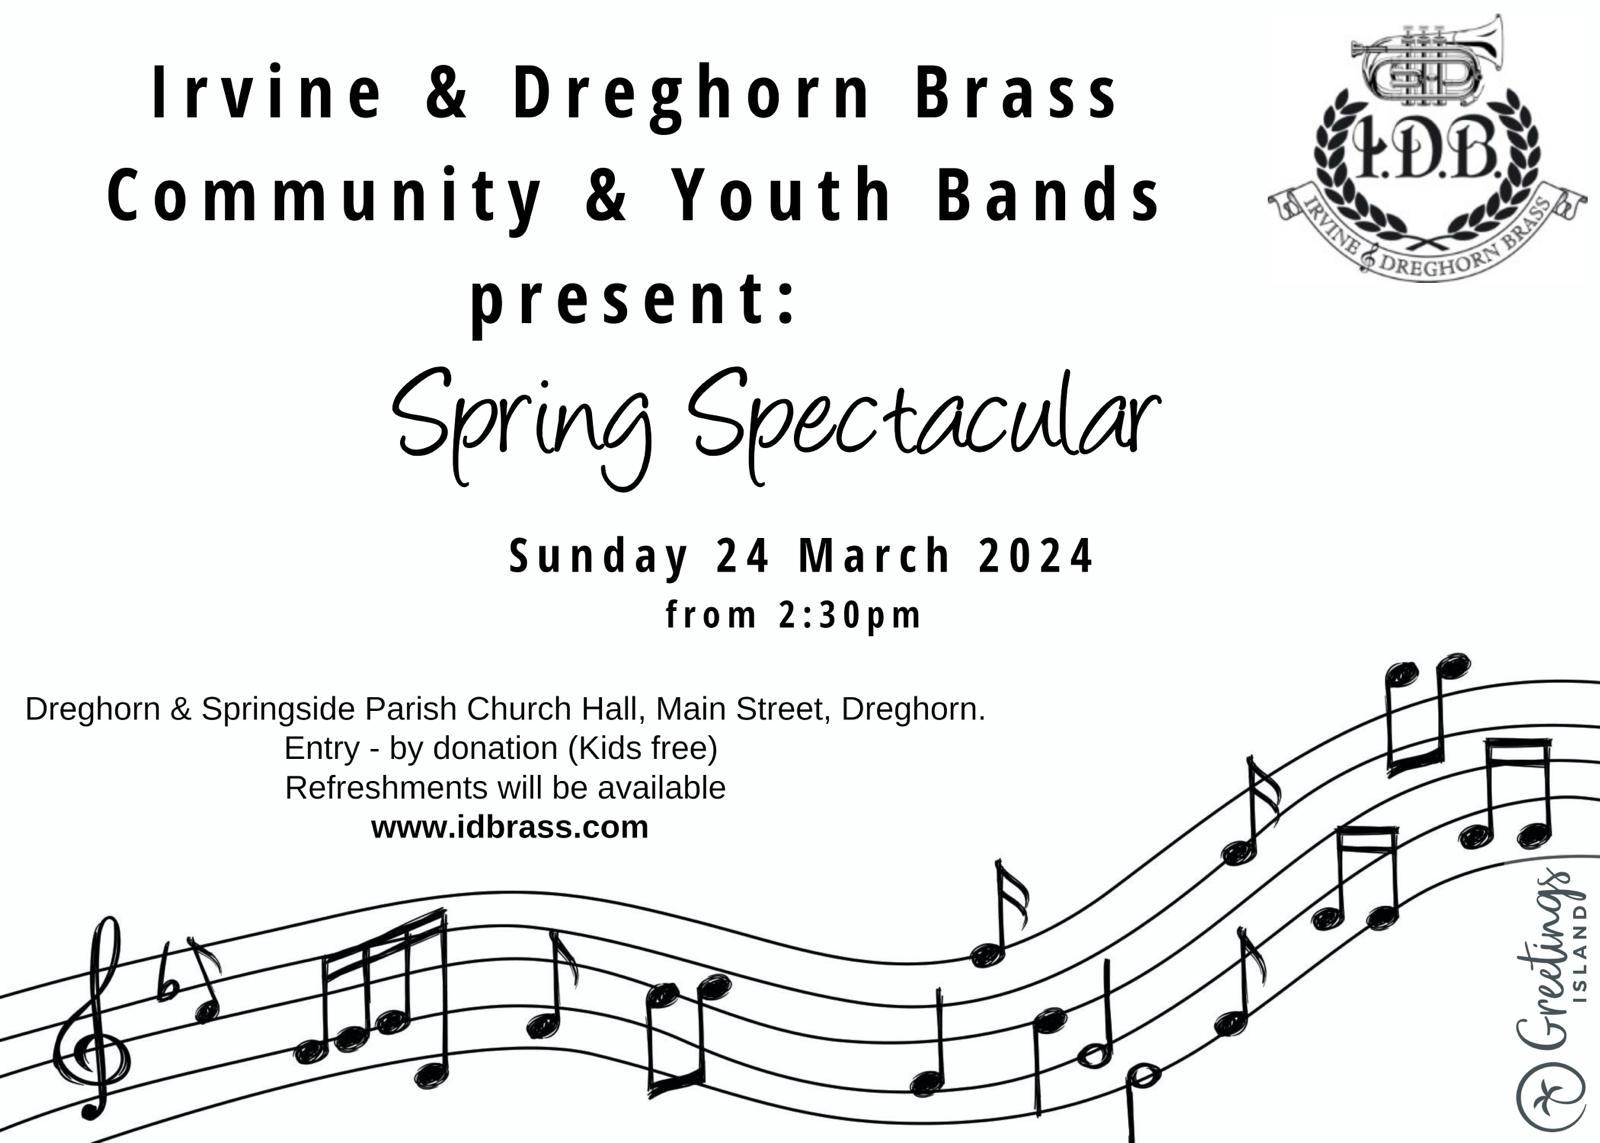 Irvine & Dreghorn Brass
Community & Youth Bands
present:
I.D.B.
IRVINE & DREGHORN BRASS
Spring Spectacular
Sunday 24 March 2024
from 2:30pm
Dreghorn & Springside Parish Church Hall, Main Street, Dreghorn.
Entry - by donation (Kids free)
Refreshments will be available
www.idbrass.com
Greetings
ISLAND